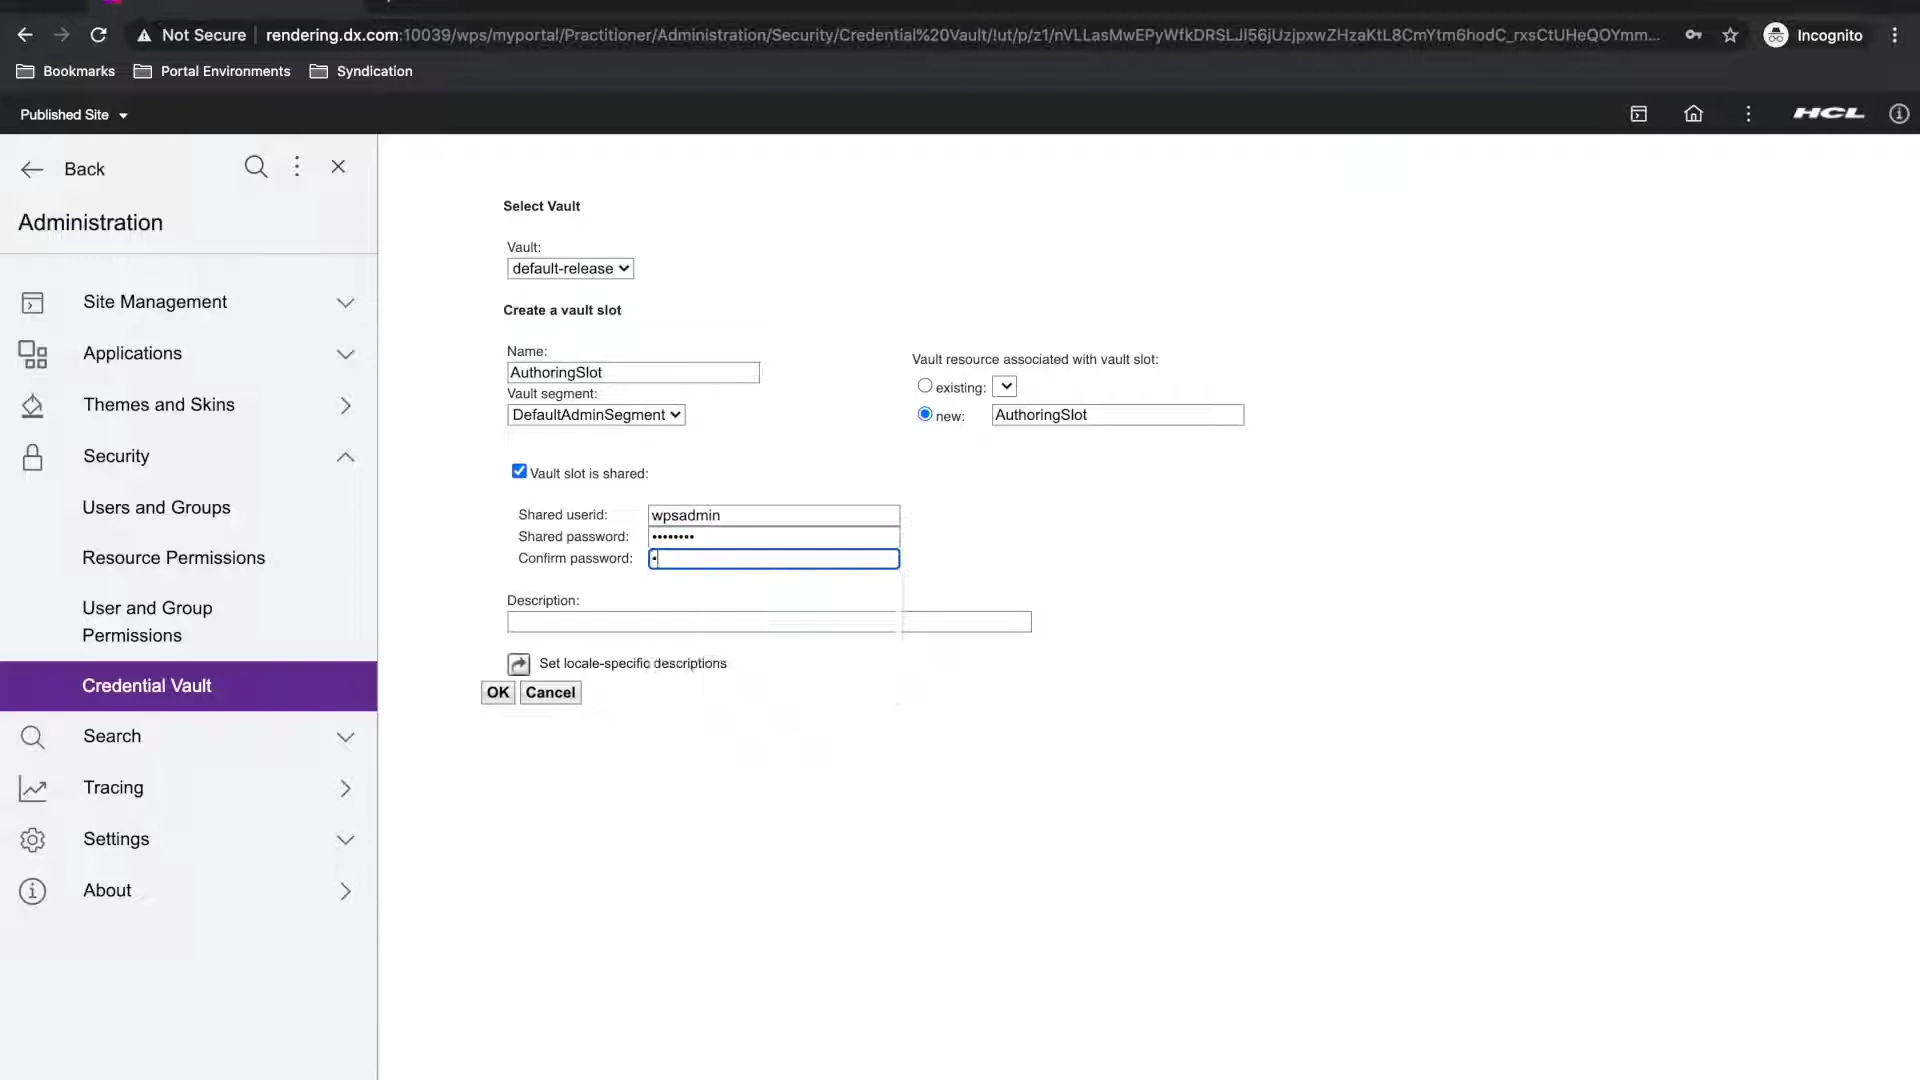 Not Secure rendering.dx.com:10039/wps/myportal/Practitioner/Administration/Security/Credential%20Vault/!ut/p/z1/nVLLasMwEPyWfkDRSLJl56jUzjpxwZHzaKtL8CmYtm6hodC_rxsCtUHeQOYmm... Incognito
Bookmarks Portal Environments Syndication
Published Site HCL
Back
Administration
Site Management
Applications
Themes and Skins
Security
Users and Groups
Resource Permissions
User and Group
Permissions
Credential Vault
Search
Tracing
Settings
About
Select Vault
Vault:
default-release
Create a vault slot
Name:
AuthoringSlot
Vault segment:
DefaultAdminSegment
Vault resource associated with vault slot:
existing:
new: AuthoringSlot
Vault slot is shared:
Shared userid: wpsadmin
Shared password: ••••••••
Confirm password: •
Description:
Set locale-specific descriptions
OK Cancel